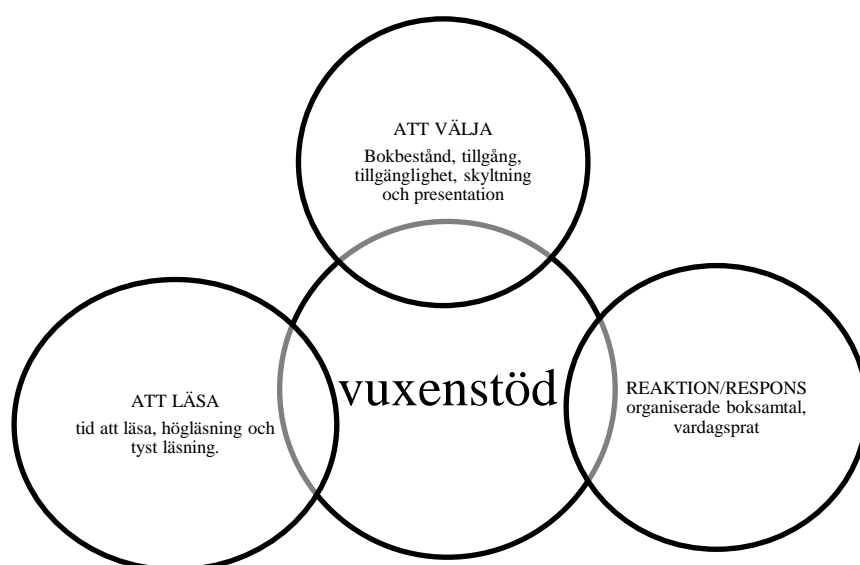 ATT VÄLJA
Bokbestånd, tillgång,
tillgänglighet, skyltning
och presentation
vuxenstöd
ATT LÄSA
tid att läsa, högläsning och
tyst läsning.
REAKTION/RESPONS
organiserade boksamtal,
vardagsprat